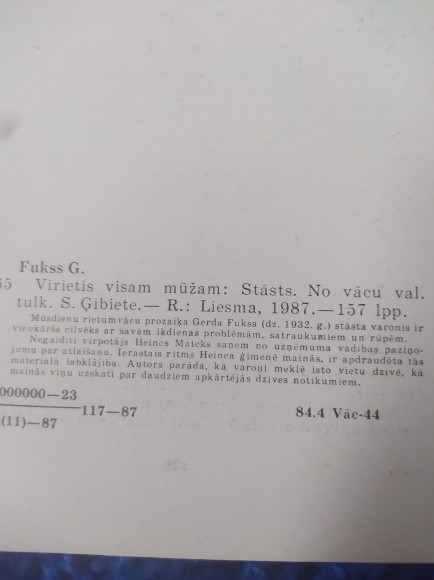 Fukss G.
55 Vīrietis visam mūžam: Stāsts. No vācu val.
tulk. S. Ģibiete.— R.: Liesma, 1987.—157 lpp.
Mūsdienu rietumvācu prozaiķa Gerda Fuksa (dz. 1932. g.) stāsta varonis ir
vienkāršs cilvēks ar savām ikdienas problēmām, satraukumiem un rūpēm.
Negaidīti virpotājs Heincs Mateks saņem no uzņēmuma vadības paziņo-
jumu par atlaišanu. Ierastais ritms Heinca ģimenē mainās, ir apdraudēta tās
materiālā labklājība. Autors parāda, kā varoņi meklē īsto vietu dzīvē, kā
mainās viņu uzskati par daudziem apkārtējās dzīves notikumiem.
000000—23
(11)—87
117—87
84.4 Vāc-44